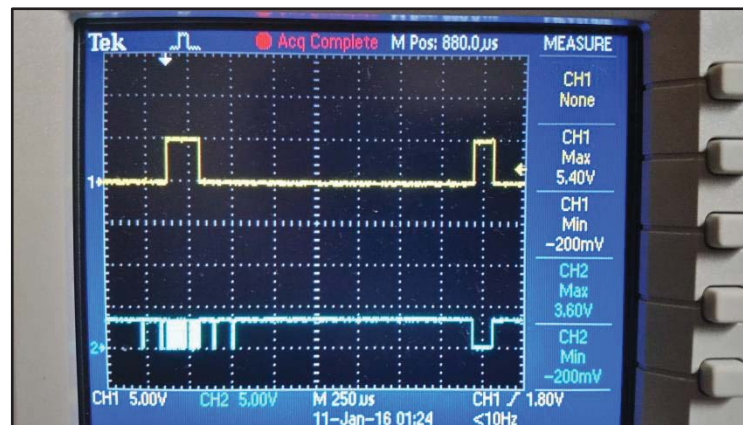 Tek Acq Complete M Pos: 880.0µs MEASURE
CH1
None
CH1
Max
5.40V
CH1
Min
-200mV
CH2
Max
3.60V
CH2
Min
-200mV
1
2
CH1 5.00V CH2 5.00V M 250µs CH1 1.80V
11-Jan-16 01:24 <10Hz